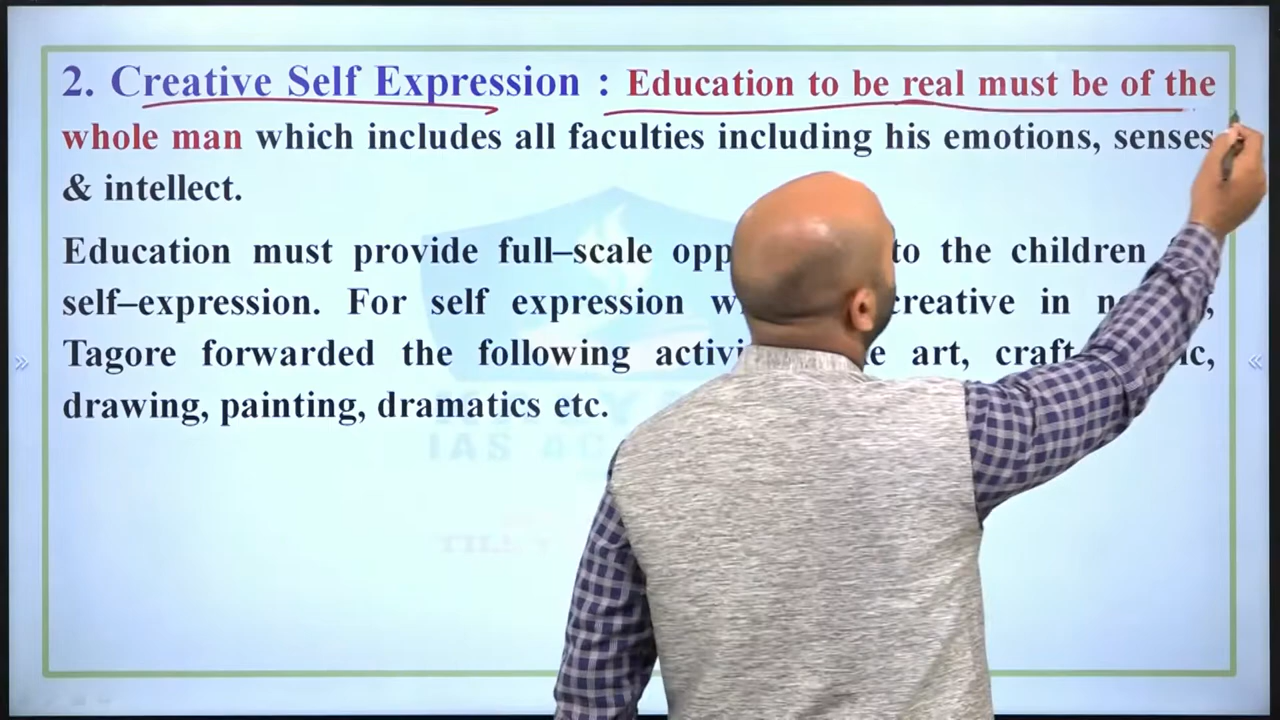 2. Creative Self Expression : Education to be real must be of the
whole man which includes all faculties including his emotions, senses
& intellect.
Education must provide full–scale opp to the children
self–expression. For self expression creative in
Tagore forwarded the following art,
drawing, painting, dramatics etc.
IAS